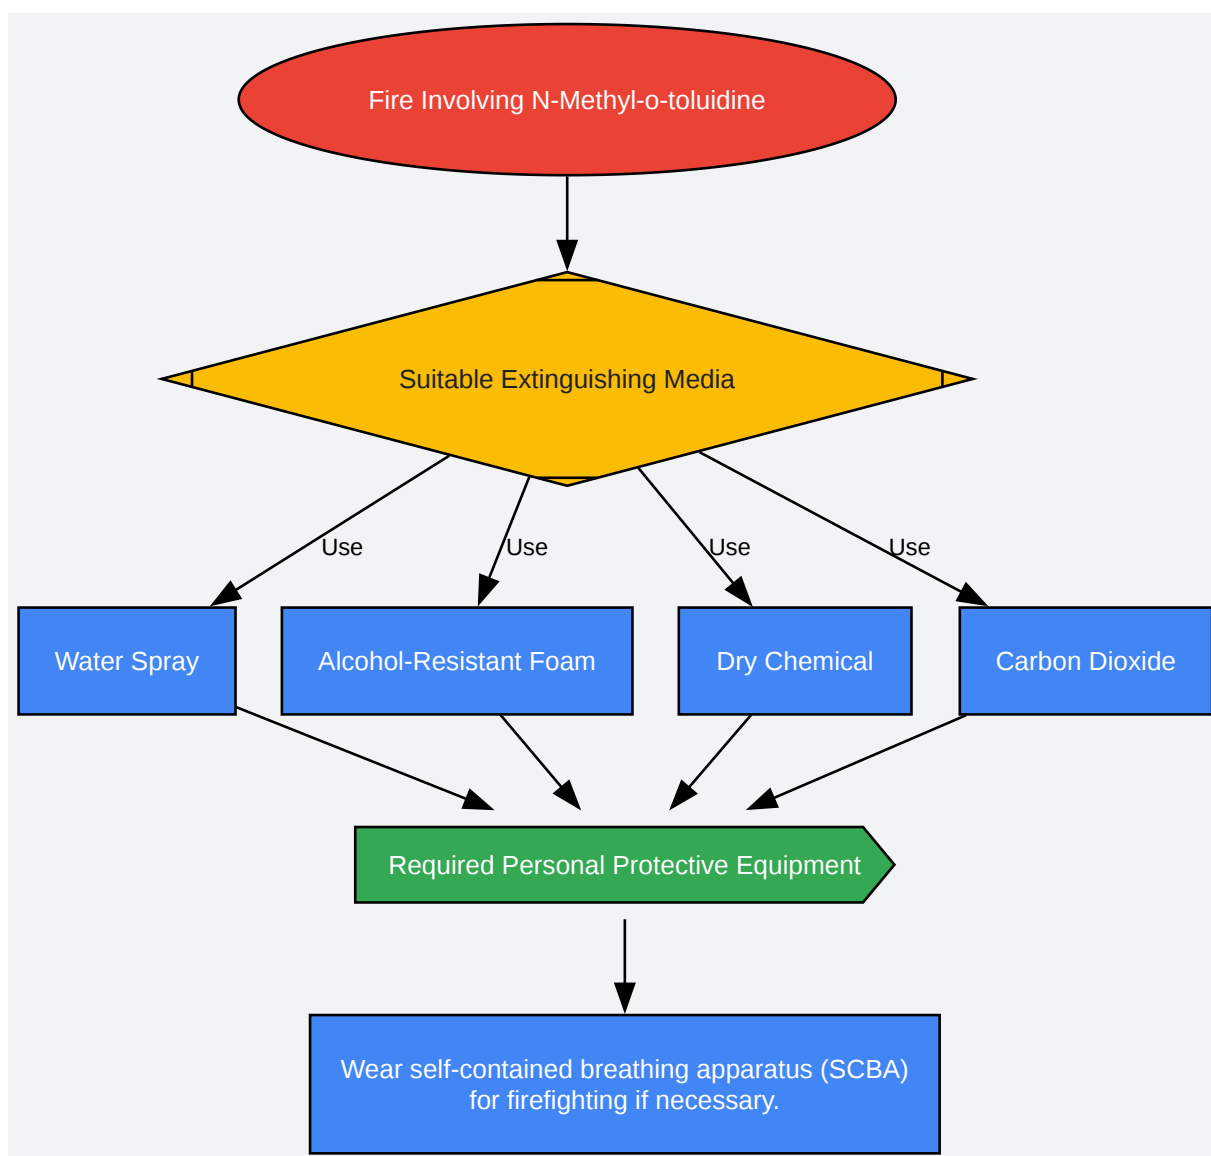 Fire Involving N-Methyl-o-toluidine
Suitable Extinguishing Media
Use
Use
Use
Use
Water Spray
Alcohol-Resistant Foam
Dry Chemical
Carbon Dioxide
Required Personal Protective Equipment
Wear self-contained breathing apparatus (SCBA)
for firefighting if necessary.